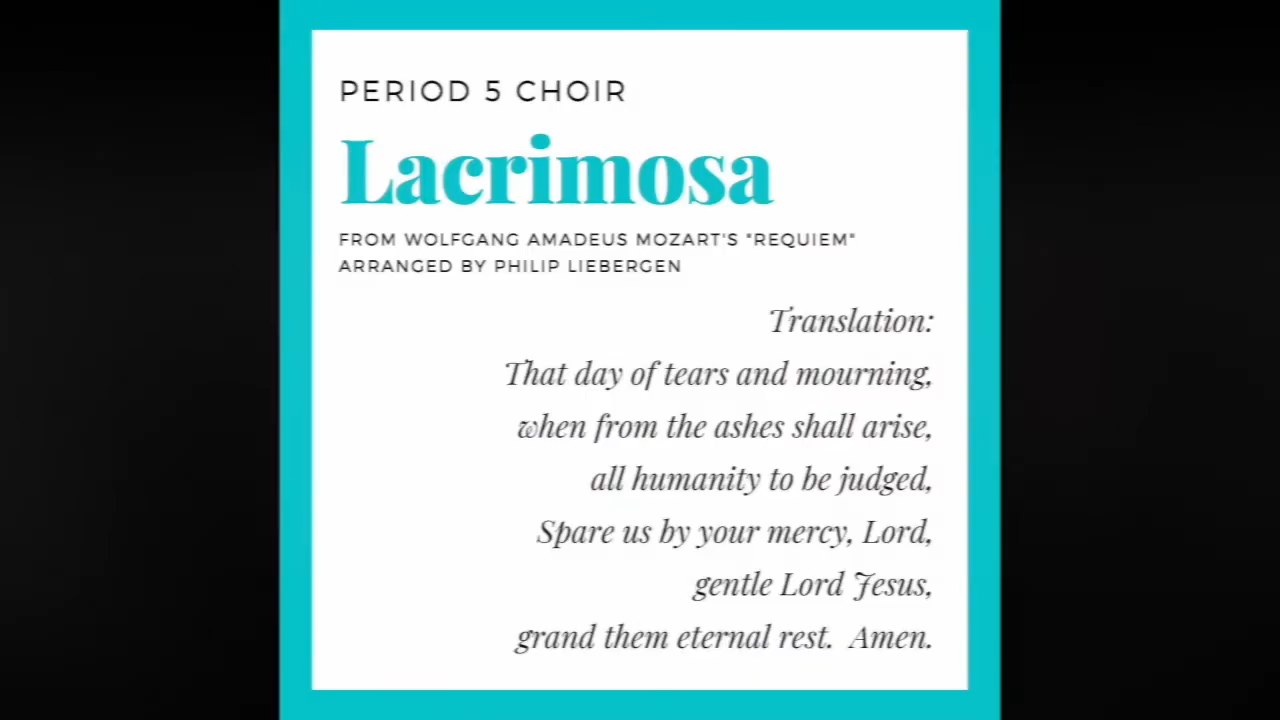 PERIOD 5 CHOIR
Lacrimosa
FROM WOLFGANG AMADEUS MOZART'S "REQUIEM"
ARRANGED BY PHILIP LIEBERGEN
Translation:
That day of tears and mourning,
when from the ashes shall arise,
all humanity to be judged,
Spare us by your mercy, Lord,
gentle Lord Jesus,
grand them eternal rest.  Amen.